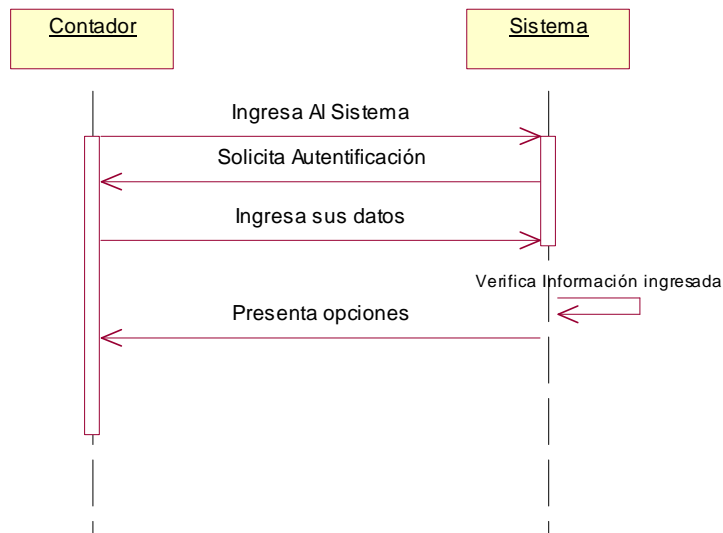 Contador
Sistema
Ingresa Al Sistema
Solicita Autentificación
Ingresa sus datos
Verifica Información ingresada
Presenta opciones